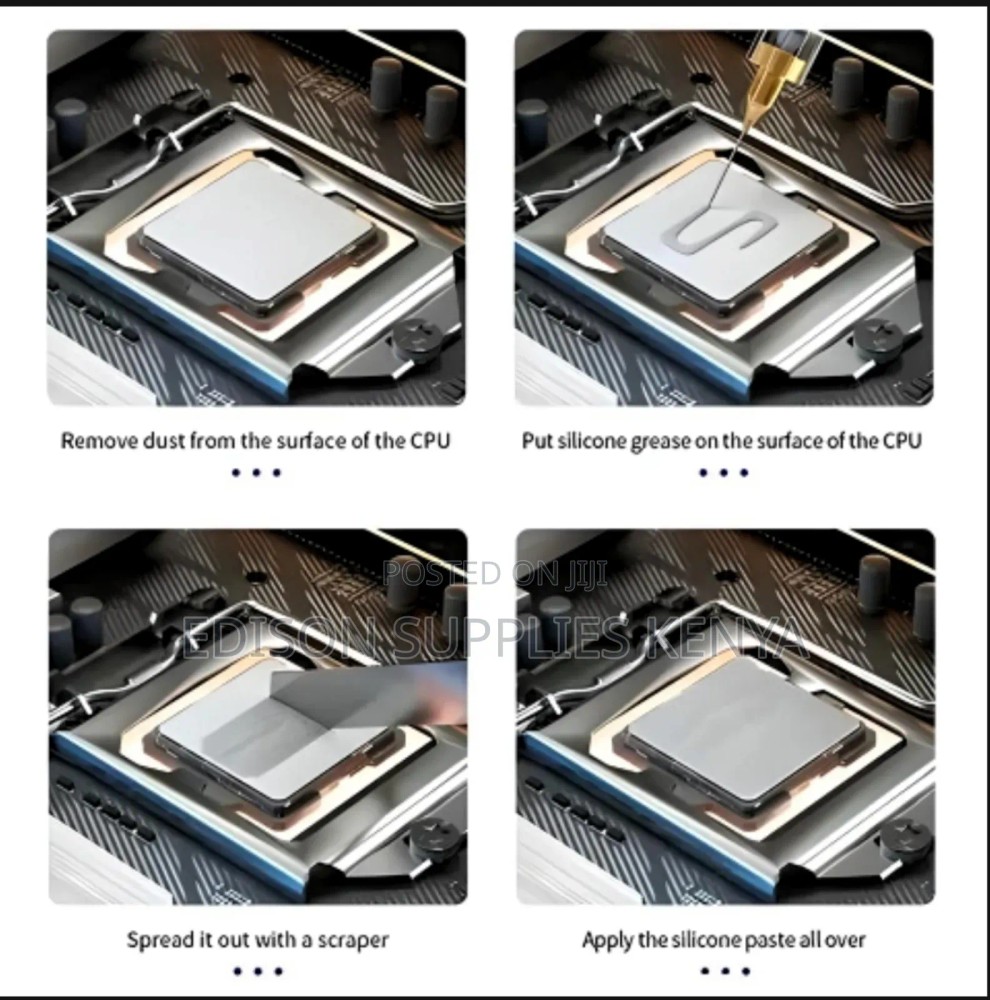 Remove dust from the surface of the CPU
Put silicone grease on the surface of the CPU
POSTED ON JIJI
EDISON SUPPLIES KENYA
Spread it out with a scraper
Apply the silicone paste all over